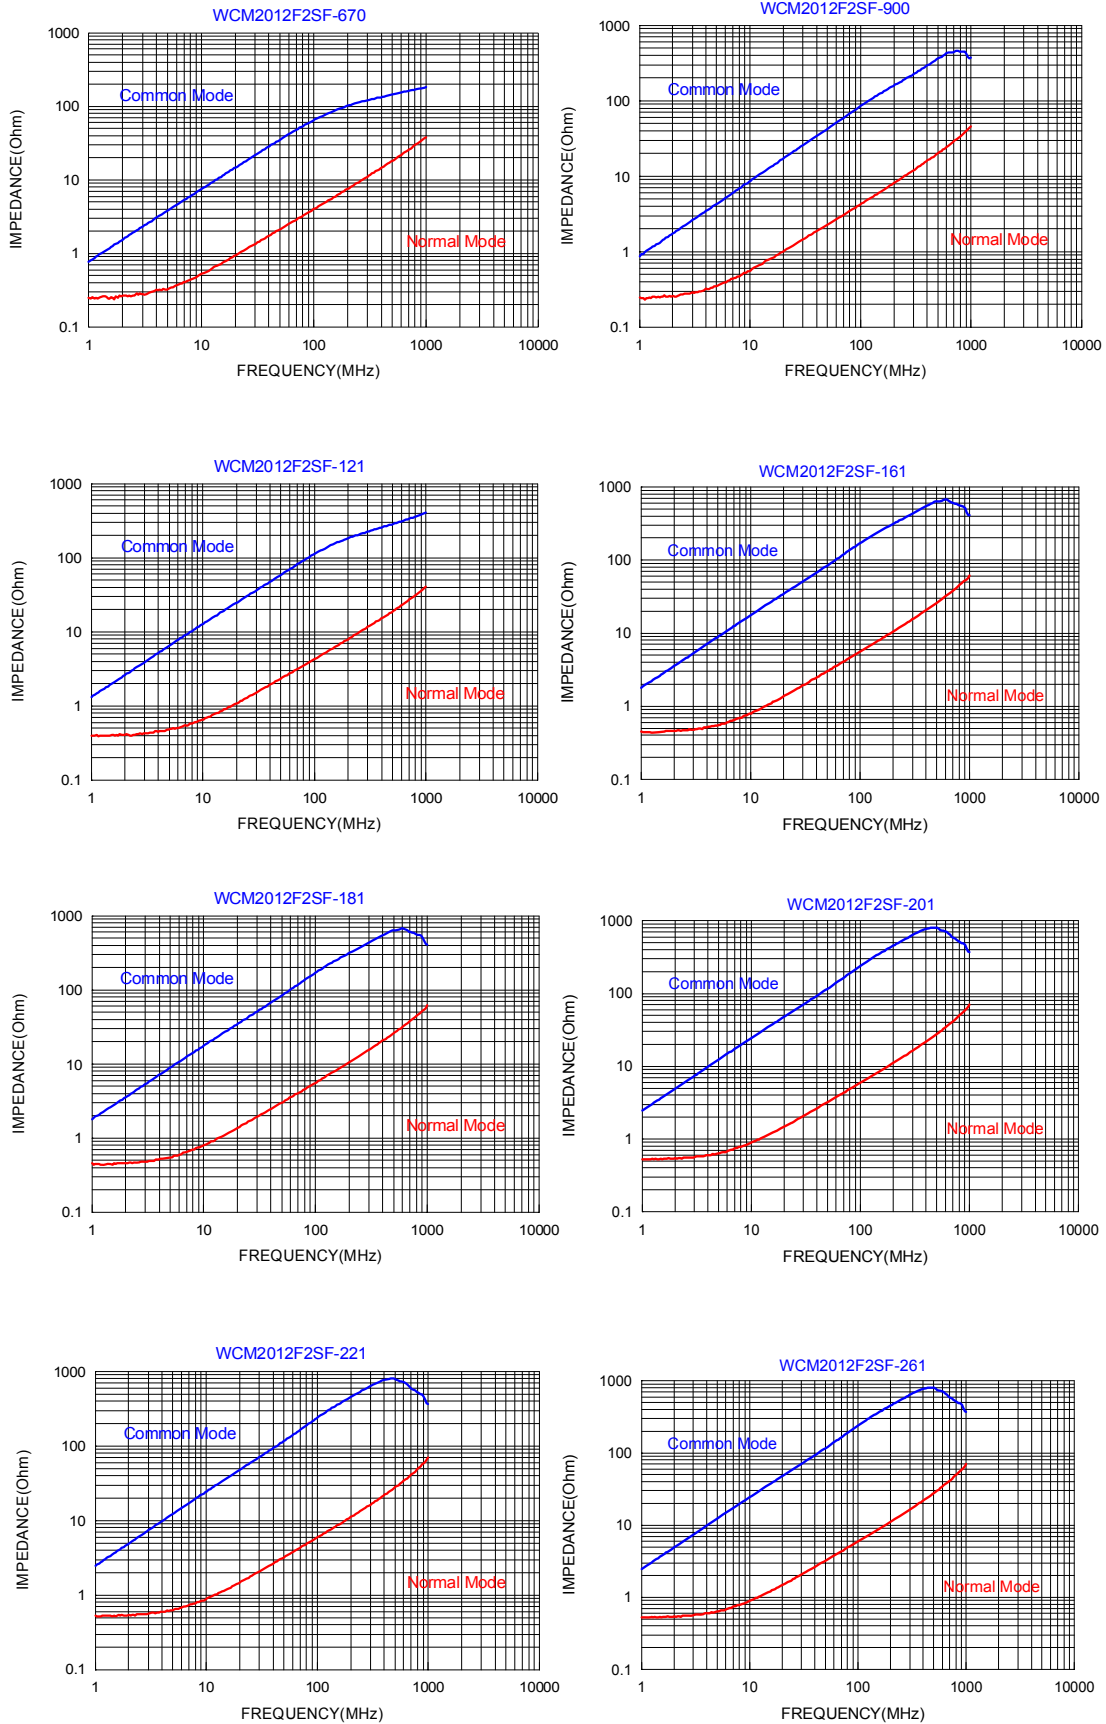 WCM2012F2SF-670
IMPEDANCE(Ohm)
1000
100
10
1
0.1
Common Mode
Normal Mode
1 10 100 1000 10000
FREQUENCY(MHz)
WCM2012F2SF-900
IMPEDANCE(Ohm)
1000
100
10
1
0.1
Common Mode
Normal Mode
1 10 100 1000 10000
FREQUENCY(MHz)
WCM2012F2SF-121
IMPEDANCE(Ohm)
1000
100
10
1
0.1
Common Mode
Normal Mode
1 10 100 1000 10000
FREQUENCY(MHz)
WCM2012F2SF-161
IMPEDANCE(Ohm)
1000
100
10
1
0.1
Common Mode
Normal Mode
1 10 100 1000 10000
FREQUENCY(MHz)
WCM2012F2SF-181
IMPEDANCE(Ohm)
1000
100
10
1
0.1
Common Mode
Normal Mode
1 10 100 1000 10000
FREQUENCY(MHz)
WCM2012F2SF-201
IMPEDANCE(Ohm)
1000
100
10
1
0.1
Common Mode
Normal Mode
1 10 100 1000 10000
FREQUENCY(MHz)
WCM2012F2SF-221
IMPEDANCE(Ohm)
1000
100
10
1
0.1
Common Mode
Normal Mode
1 10 100 1000 10000
FREQUENCY(MHz)
WCM2012F2SF-261
IMPEDANCE(Ohm)
1000
100
10
1
0.1
Common Mode
Normal Mode
1 10 100 1000 10000
FREQUENCY(MHz)